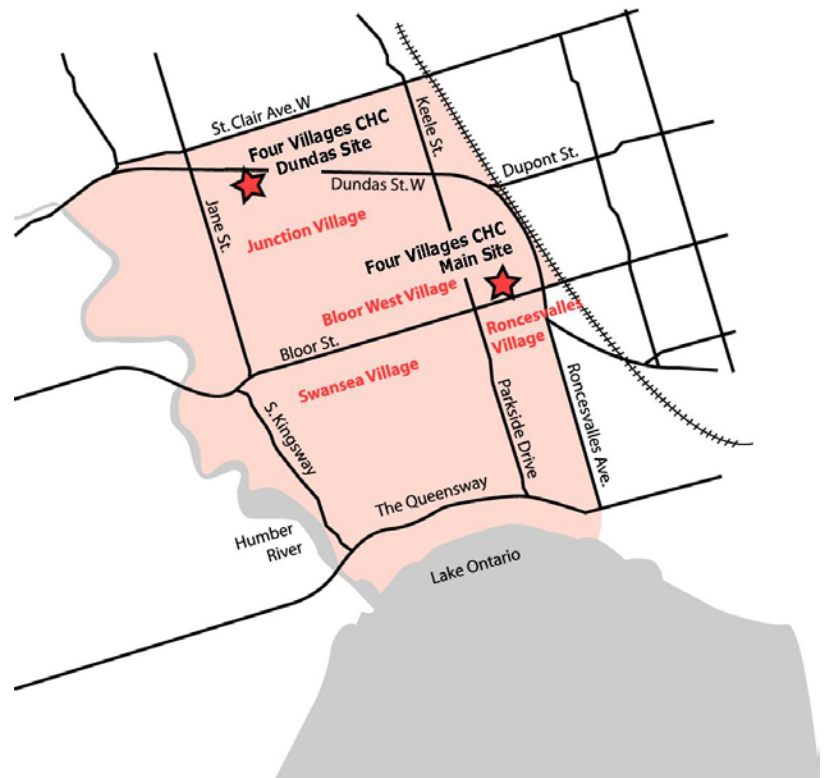 St. Clair Ave. W
Keele St.
Four Villages CHC
Dundas Site
Dupont St.
Dundas St. W
Jane St.
Junction Village
Four Villages CHC
Main Site
Bloor West Village
Roncesvalles
Village
Bloor St.
Swansea Village
Roncesvalles Ave.
Parkside Drive
S. Kingsway
The Queensway
Humber
River
Lake Ontario